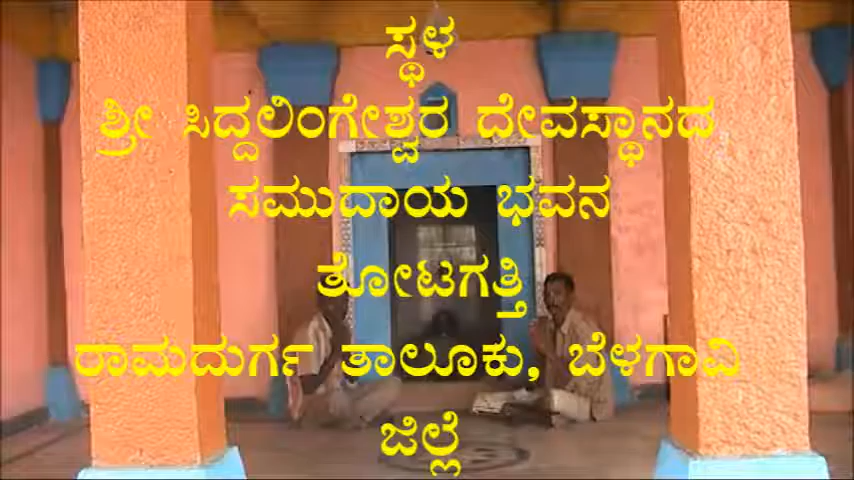 ಸ್ಥಳ
ಶ್ರೀ ಸಿದ್ದಲಿಂಗೇಶ್ವರ ದೇವಸ್ಥಾನದ
ಸಮುದಾಯ ಭವನ
ತೋಟಗತ್ತಿ
ರಾಮದುರ್ಗ ತಾಲೂಕು, ಬೆಳಗಾವಿ
ಜಿಲ್ಲೆ